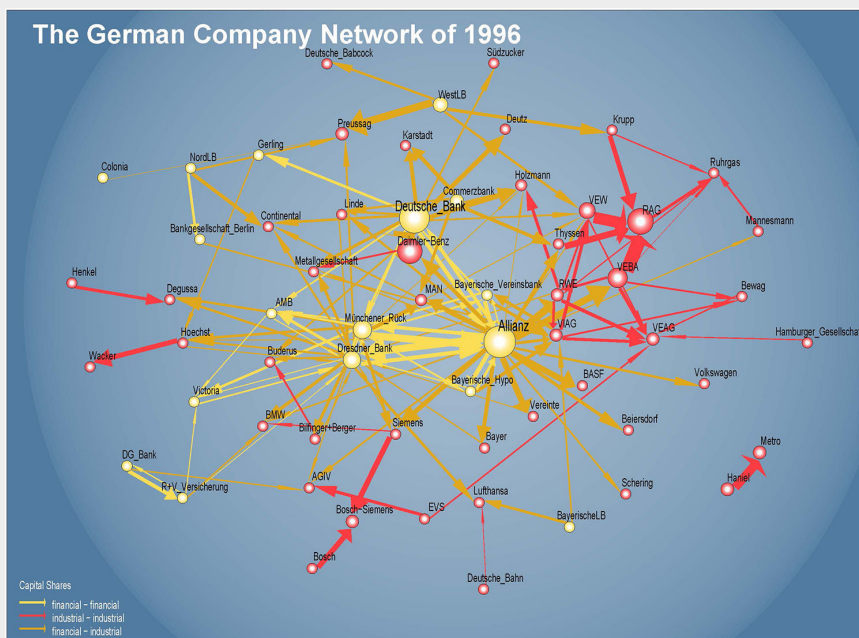 The German Company Network of 1996
Deutsche_Babcock
Südzucker
WestLB
Preussag
Deutz
Krupp
Karstadt
Gerling
NordLB
Colonia
Ruhrgas
Commerzbank
Holzmann
Linde
Deutsche_Bank
VEW
RAG
Continental
Bankgesellschaft_Berlin
Mannesmann
Thyssen
Daimler-Benz
Metallgesellschaft
VEBA
Henkel
Bayerische_Vereinsbank
RWE
Degussa
MAN
Bewag
AMB
Münchener_Rück
Allianz
VIAG
VEAG
Hamburger_Gesellschaft
Hoechst
Dresdner_Bank
Wacker
Buderus
Bayerische_Hypo
BASF
Volkswagen
Victoria
Vereinte
BMW
Bilfinger+Berger
Siemens
Beiersdorf
Bayer
Metro
DG_Bank
R+V_Versicherung
AGIV
Lufthansa
Schering
Haniel
Bosch-Siemens
EVS
BayerischeLB
Bosch
Deutsche_Bahn
Capital Shares
financial - financial
industrial - industrial
financial - industrial